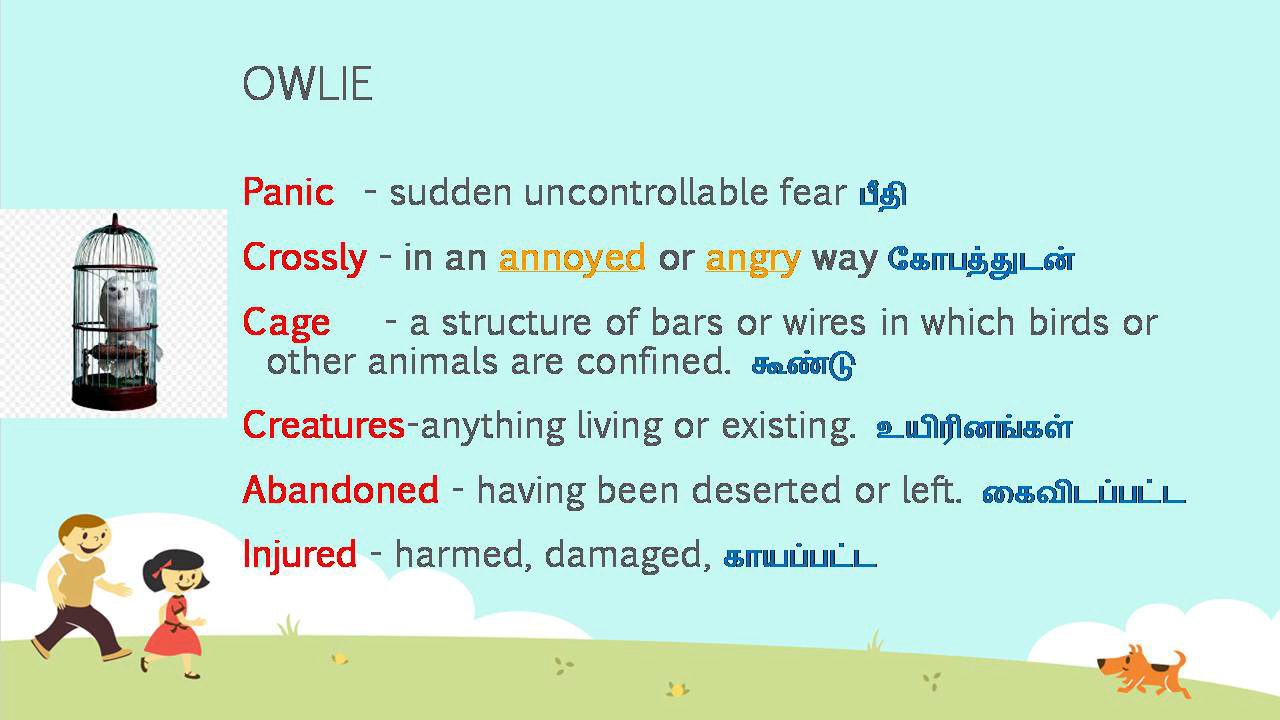 OWLIE
Panic - sudden uncontrollable fear பீதி
Crossly - in an annoyed or angry way கோபத்துடன்
Cage - a structure of bars or wires in which birds or
other animals are confined. கூண்டு
Creatures-anything living or existing. உயிரினங்கள்
Abandoned - having been deserted or left. கைவிடப்பட்ட
Injured - harmed, damaged, காயப்பட்ட